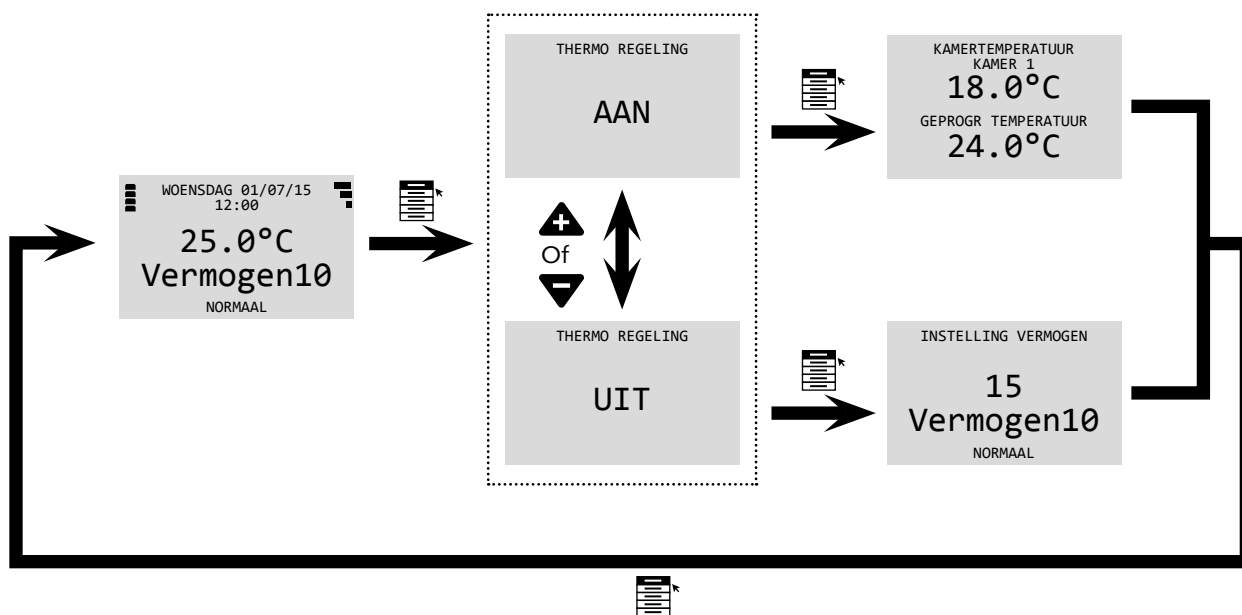 WOENSDAG 01/07/15
12:00
25.0°C
Vermogen10
NORMAAL
THERMO REGELING
AAN
+
Of
-
THERMO REGELING
UIT
KAMERTEMPERATUUR
KAMER 1
18.0°C
GEPROGR TEMPERATUUR
24.0°C
INSTELLING VERMOGEN
15
Vermogen10
NORMAAL